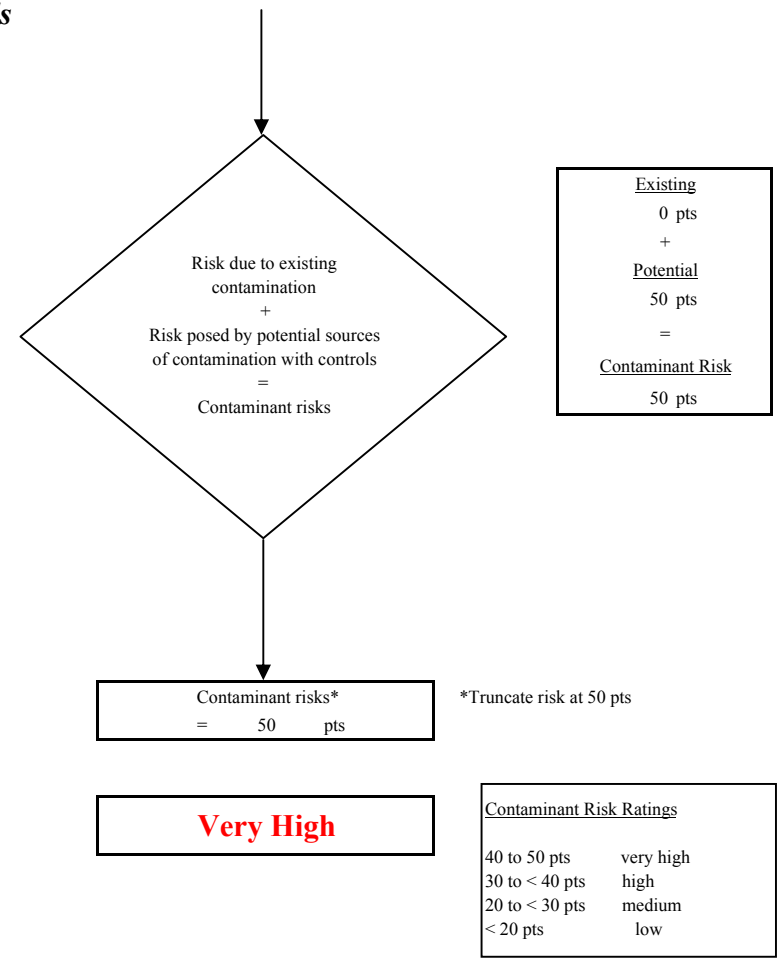 Risk due to existing
contamination
+
Risk posed by potential sources
of contamination with controls
=
Contaminant risks
Existing
0 pts
+
Potential
50 pts
=
Contaminant Risk
50 pts
Contaminant risks*
= 50 pts
*Truncate risk at 50 pts
Very High
Contaminant Risk Ratings
40 to 50 pts very high
30 to < 40 pts high
20 to < 30 pts medium
< 20 pts low